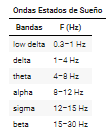 Ondas Estados de Sueño
Bandas F (Hz)
low delta 0.3–1 Hz
delta 1–4 Hz
theta 4–8 Hz
alpha 8–12 Hz
sigma 12–15 Hz
beta 15–30 Hz